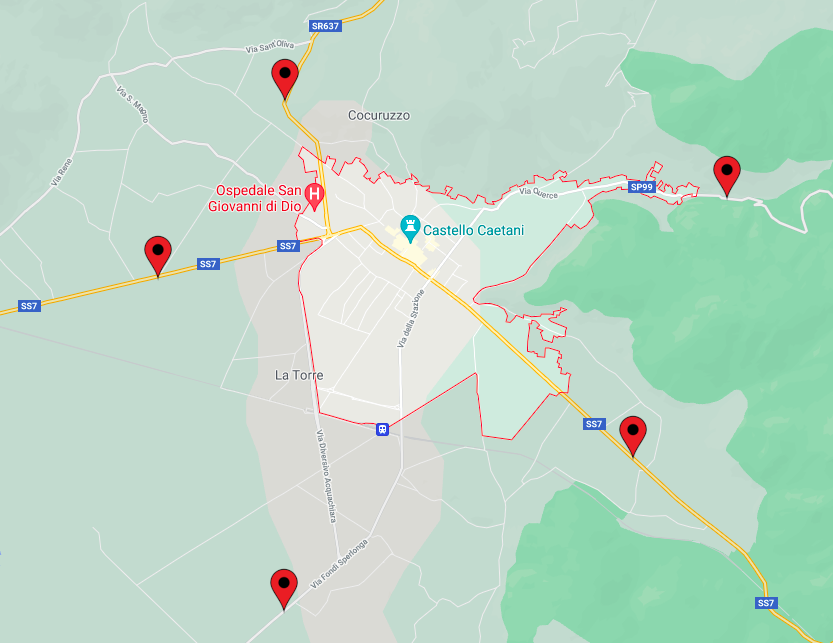 SR637
Via Sant'Oliva
Via S. Magno
Cocuruzzo
Via Rene
Ospedale San
Giovanni di Dio
H
SP99
Via Querce
Castello Caetani
SS7
SS7
SS7
Via della Stazione
La Torre
SS7
Via Diversivo Acquachiara
Via Fondi Sperlonga
SS7